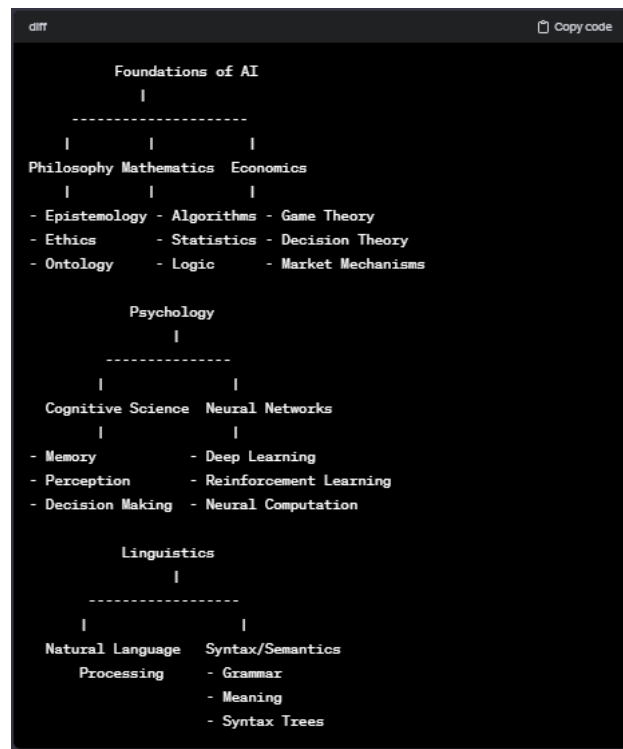 diff Copy code
Foundations of AI
|
---------------------
| | |
Philosophy Mathematics Economics
| | |
- Epistemology - Algorithms - Game Theory
- Ethics - Statistics - Decision Theory
- Ontology - Logic - Market Mechanisms
Psychology
|
---------------
| |
Cognitive Science Neural Networks
| |
- Memory - Deep Learning
- Perception - Reinforcement Learning
- Decision Making - Neural Computation
Linguistics
|
------------------
| |
Natural Language Syntax/Semantics
Processing - Grammar
- Meaning
- Syntax Trees